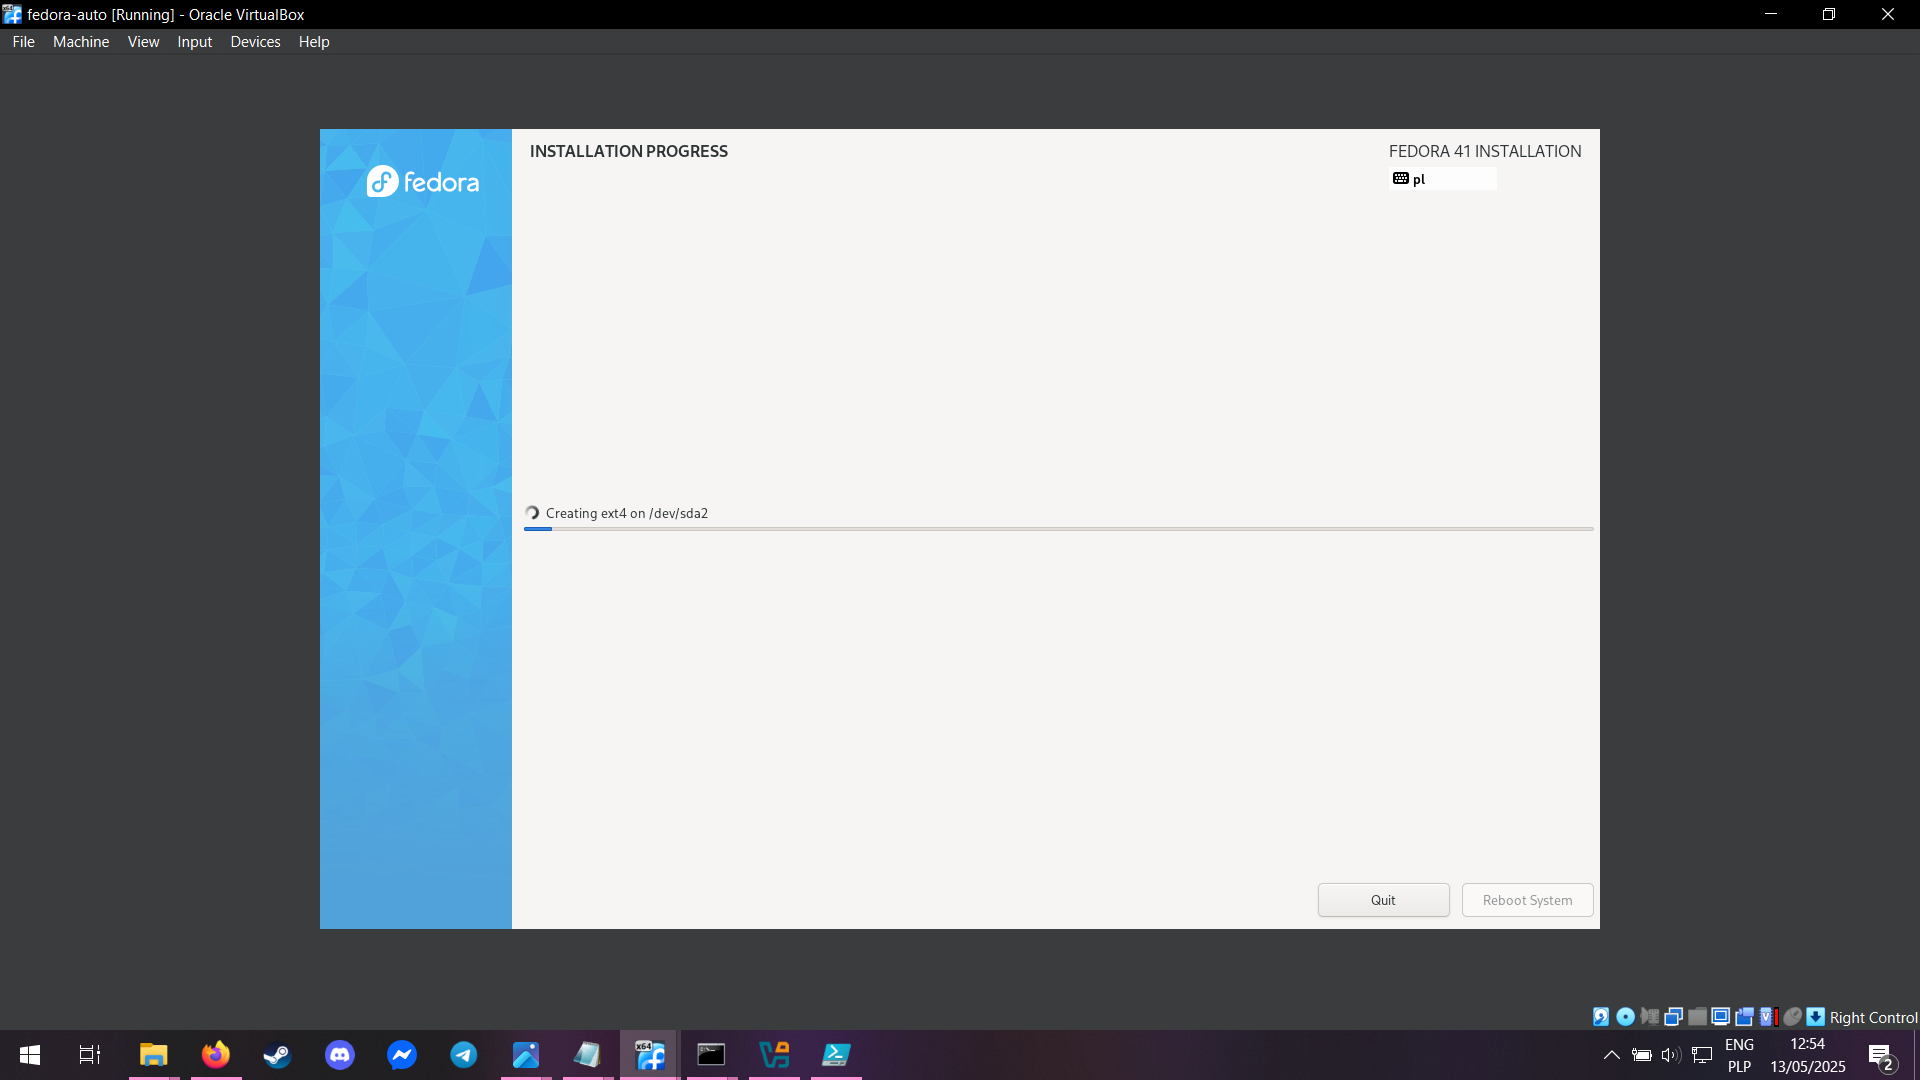 fedora-auto [Running] - Oracle VirtualBox
File Machine View Input Devices Help
fedora
INSTALLATION PROGRESS
FEDORA 41 INSTALLATION
pl
Creating ext4 on /dev/sda2
Quit
Reboot System
Right Control
x64
ENG
PLP
12:54
13/05/2025
2